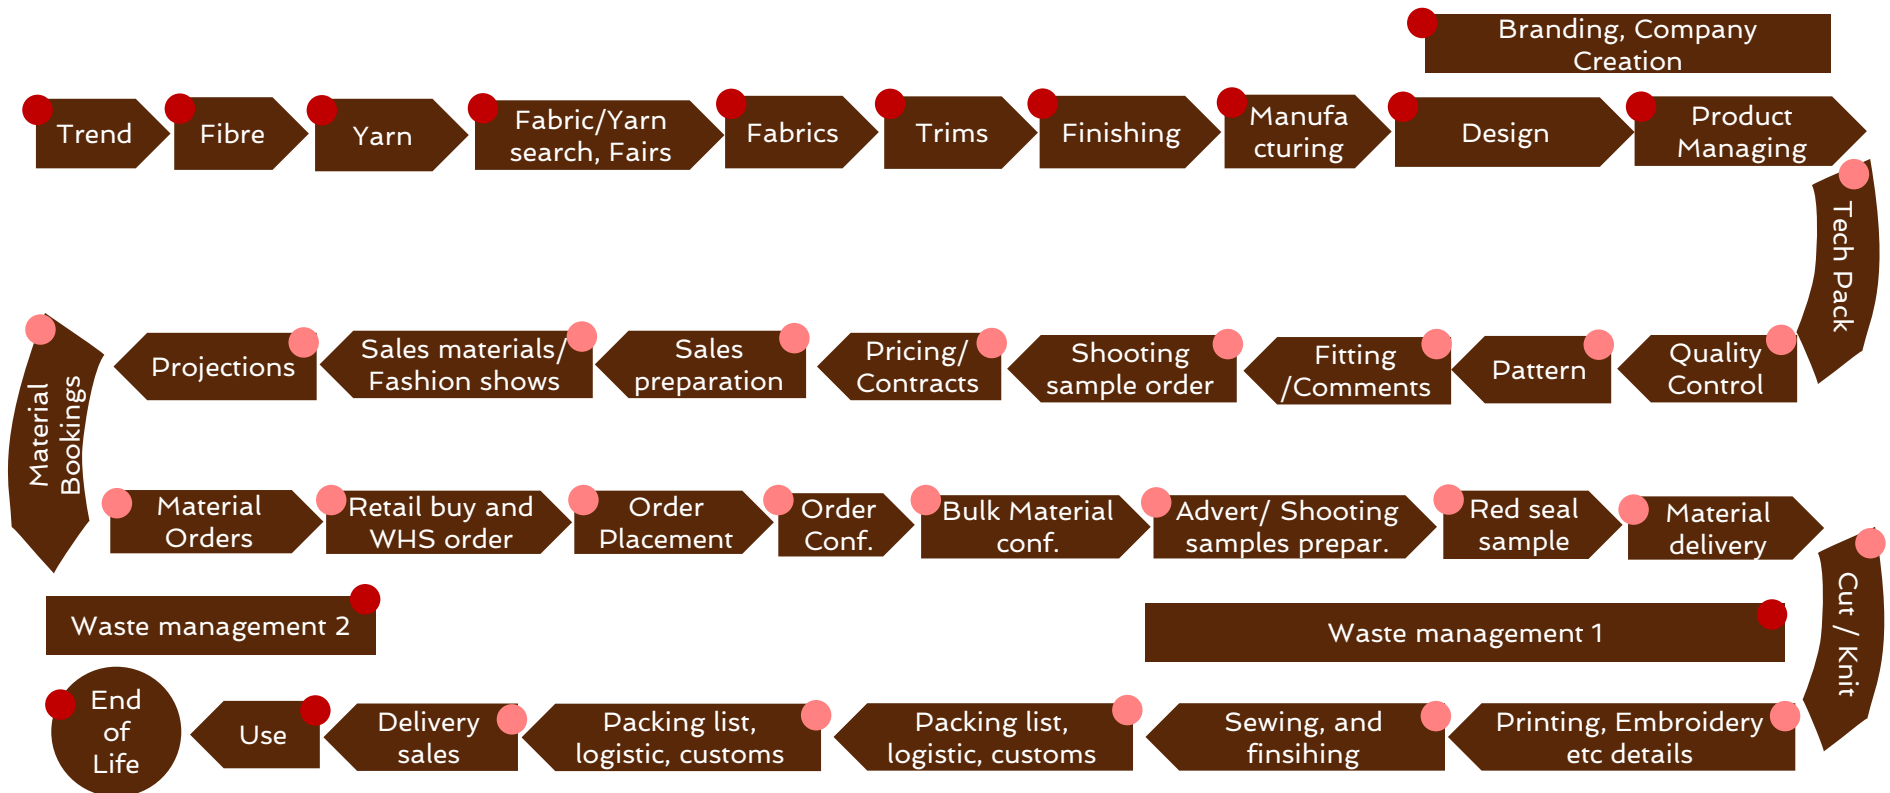 Branding, Company
Creation
Trend
Fibre
Yarn
Fabric/Yarn
search, Fairs
Fabrics
Trims
Finishing
Manufa
cturing
Design
Product
Managing
Tech Pack
Quality
Control
Pattern
Fitting
/Comments
Shooting
sample order
Pricing/
Contracts
Sales
preparation
Sales materials/
Fashion shows
Projections
Material
Bookings
Material
Orders
Retail buy and
WHS order
Order
Placement
Order
Conf.
Bulk Material
conf.
Advert/ Shooting
samples prepar.
Red seal
sample
Material
delivery
Cut / Knit
Waste management 1
Waste management 2
Printing, Embroidery
etc details
Sewing, and
finsihing
Packing list,
logistic, customs
Packing list,
logistic, customs
Delivery
sales
Use
End
of
Life